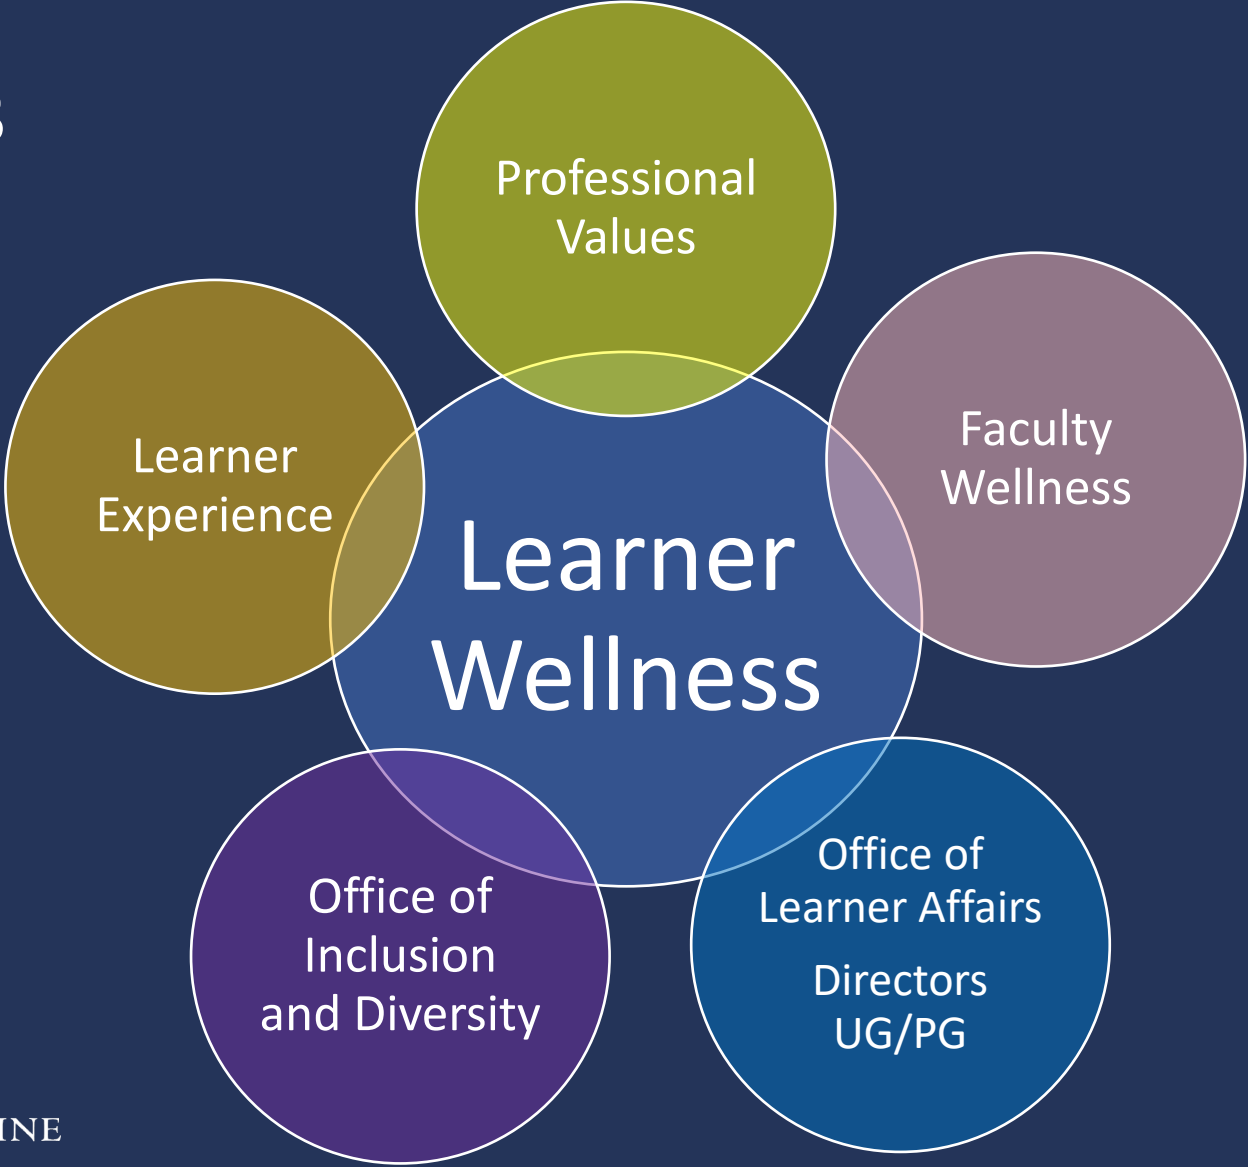 Professional
Values
Learner
Experience
Faculty
Wellness
Learner
Wellness
Office of
Inclusion
and Diversity
Office of
Learner Affairs
Directors
UG/PG
INE